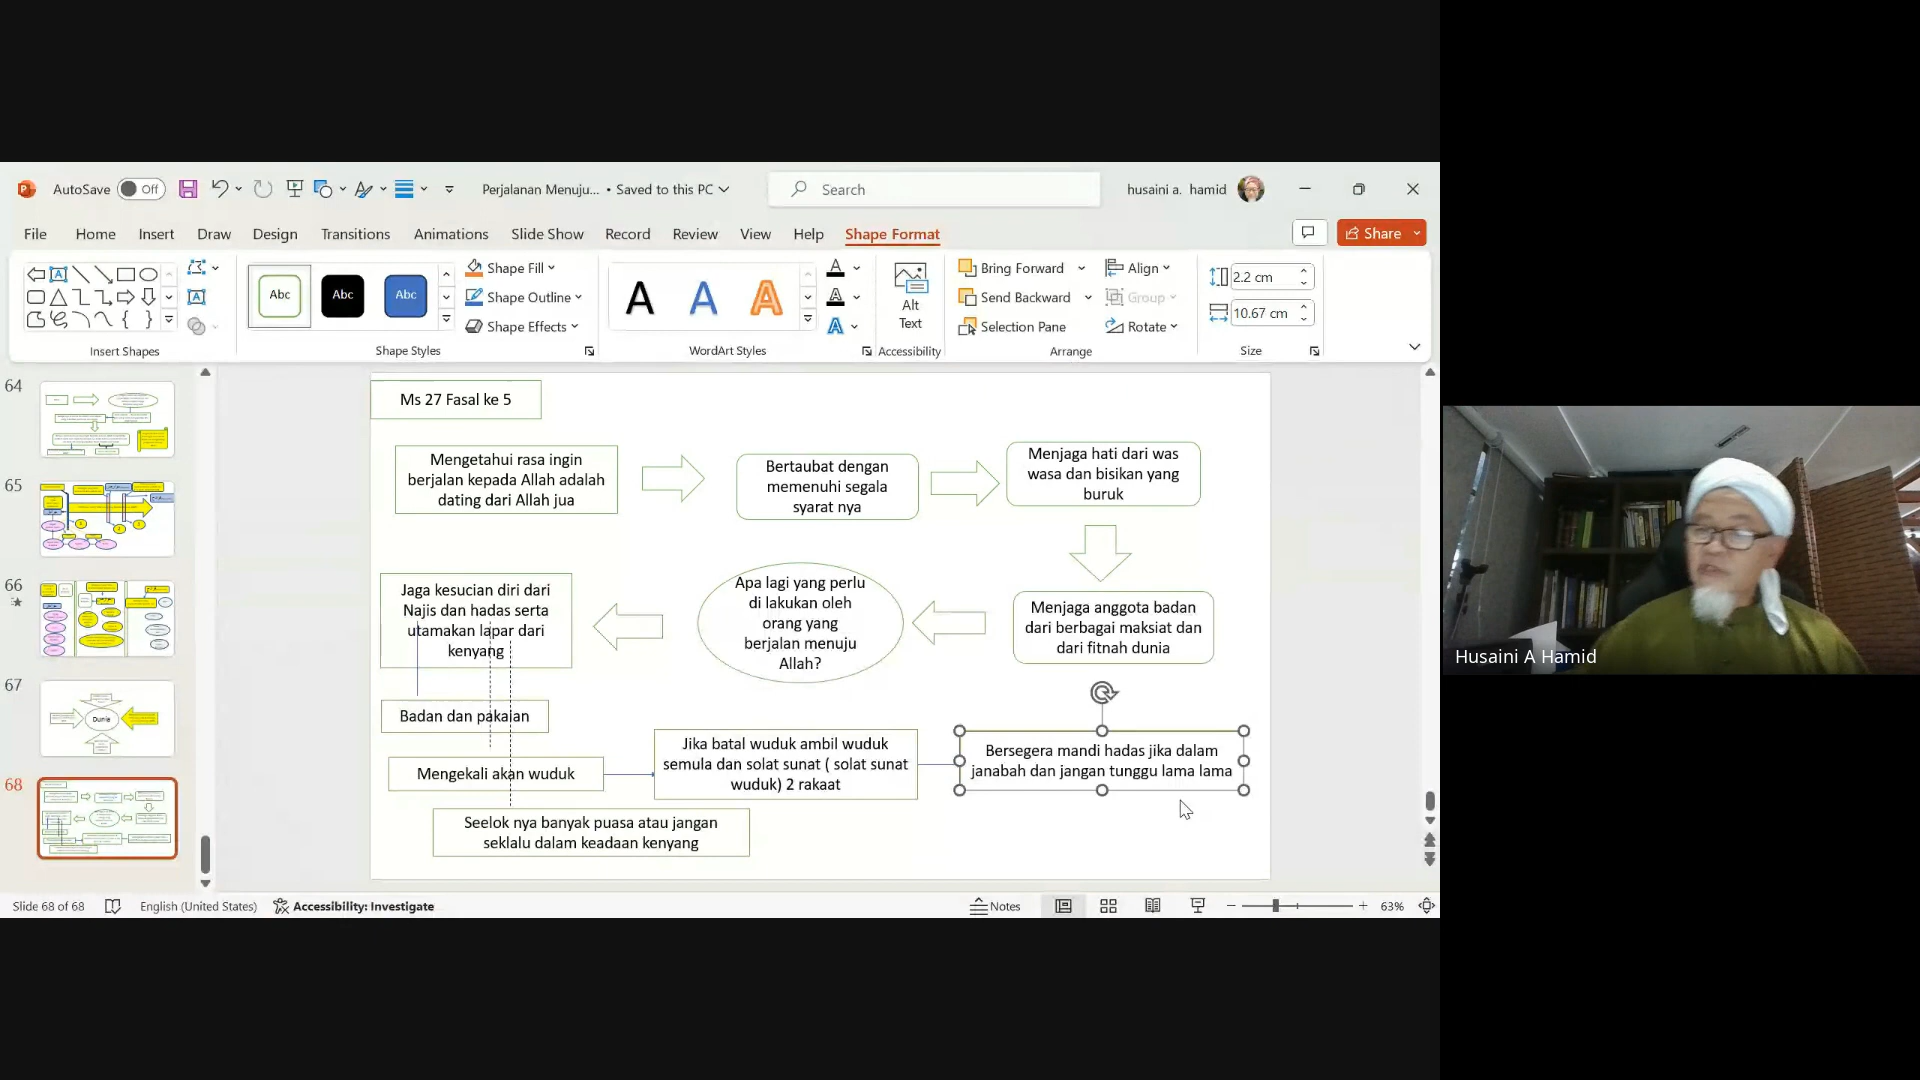 AutoSave
Off
Perjalanan Menuju... • Saved to this PC
Search
husaini a. hamid
File
Home
Insert
Draw
Design
Transitions
Animations
Slide Show
Record
Review
View
Help
Shape Format
Share
Abc
Abc
Abc
Shape Fill
Shape Outline
Shape Effects
A
A
A
A
A
A
Alt
Text
Bring Forward
Send Backward
Selection Pane
Align
Group
Rotate
2.2 cm
10.67 cm
Insert Shapes
Shape Styles
WordArt Styles
Accessibility
Arrange
Size
64
65
66
67
Dunia
68
Ms 27 Fasal ke 5
Mengetahui rasa ingin
berjalan kepada Allah adalah
dating dari Allah jua
Bertaubat dengan
memenuhi segala
syarat nya
Menjaga hati dari was
wasa dan bisikan yang
buruk
Menjaga anggota badan
dari berbagai maksiat dan
dari fitnah dunia
Apa lagi yang perlu
di lakukan oleh
orang yang
berjalan menuju
Allah?
Jaga kesucian diri dari
Najis dan hadas serta
utamakan lapar dari
kenyang
Badan dan pakaian
Mengekali akan wuduk
Jika batal wuduk ambil wuduk
semula dan solat sunat ( solat sunat
wuduk) 2 rakaat
Bersegera mandi hadas jika dalam
janabah dan jangan tunggu lama lama
Seelok nya banyak puasa atau jangan
seklalu dalam keadaan kenyang
Slide 68 of 68
English (United States)
Accessibility: Investigate
Notes
63%
Husaini A Hamid